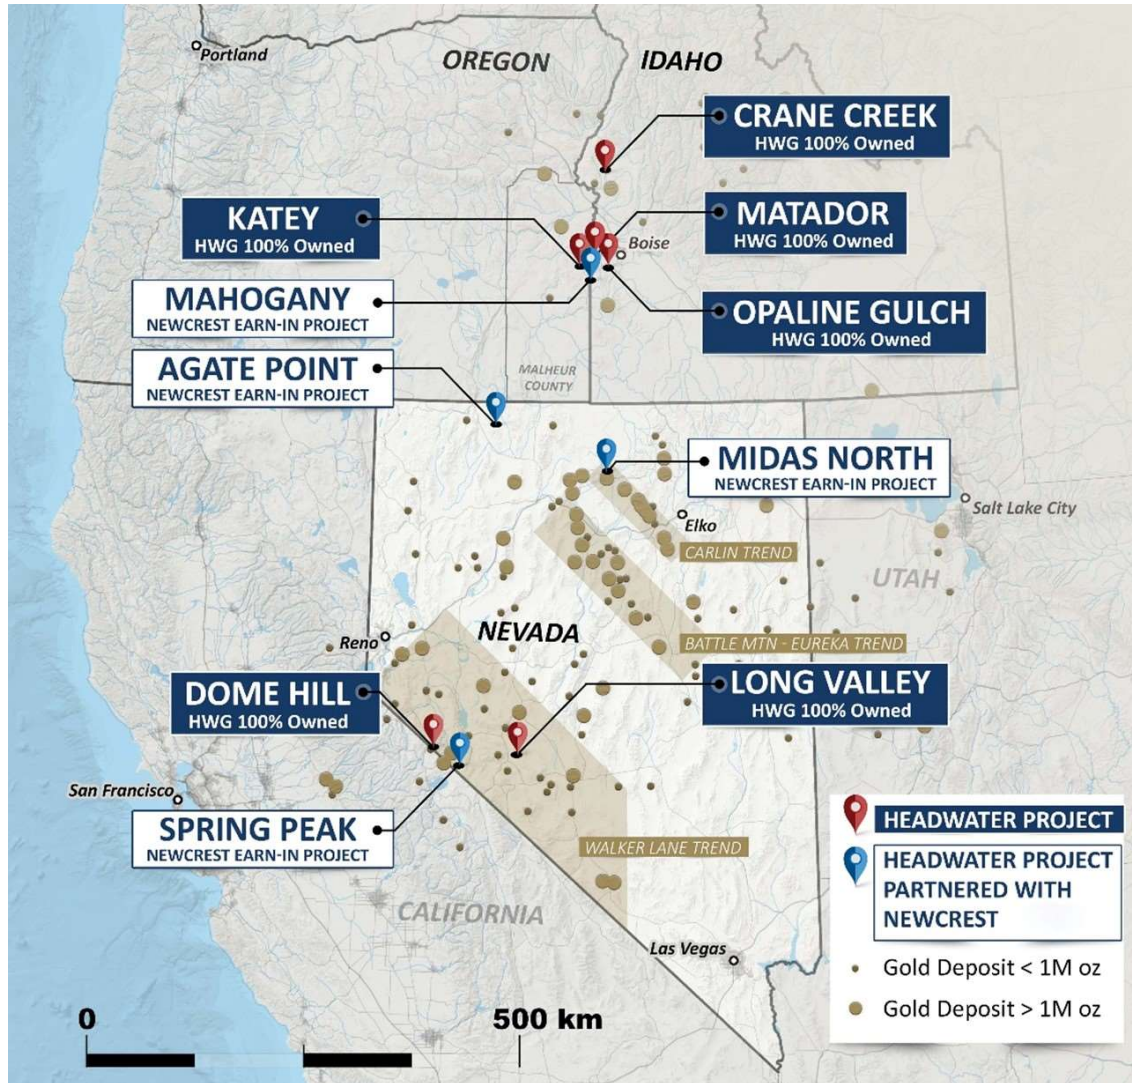 Portland
OREGON
IDAHO
CRANE CREEK
HWG 100% Owned
KATEY
HWG 100% Owned
MATADOR
HWG 100% Owned
Boise
MAHOGANY
NEWCREST EARN-IN PROJECT
OPALINE GULCH
HWG 100% Owned
AGATE POINT
NEWCREST EARN-IN PROJECT
MALHEUR
COUNTY
MIDAS NORTH
NEWCREST EARN-IN PROJECT
Salt Lake City
Elko
CARLIN TREND
UTAH
NEVADA
Reno
BATTLE MTN - EUREKA TREND
DOME HILL
HWG 100% Owned
LONG VALLEY
HWG 100% Owned
San Francisco
SPRING PEAK
NEWCREST EARN-IN PROJECT
WALKER LANE TREND
CALIFORNIA
Las Vegas
HEADWATER PROJECT
HEADWATER PROJECT
PARTNERED WITH
NEWCREST
Gold Deposit < 1M oz
Gold Deposit > 1M oz
0
500 km